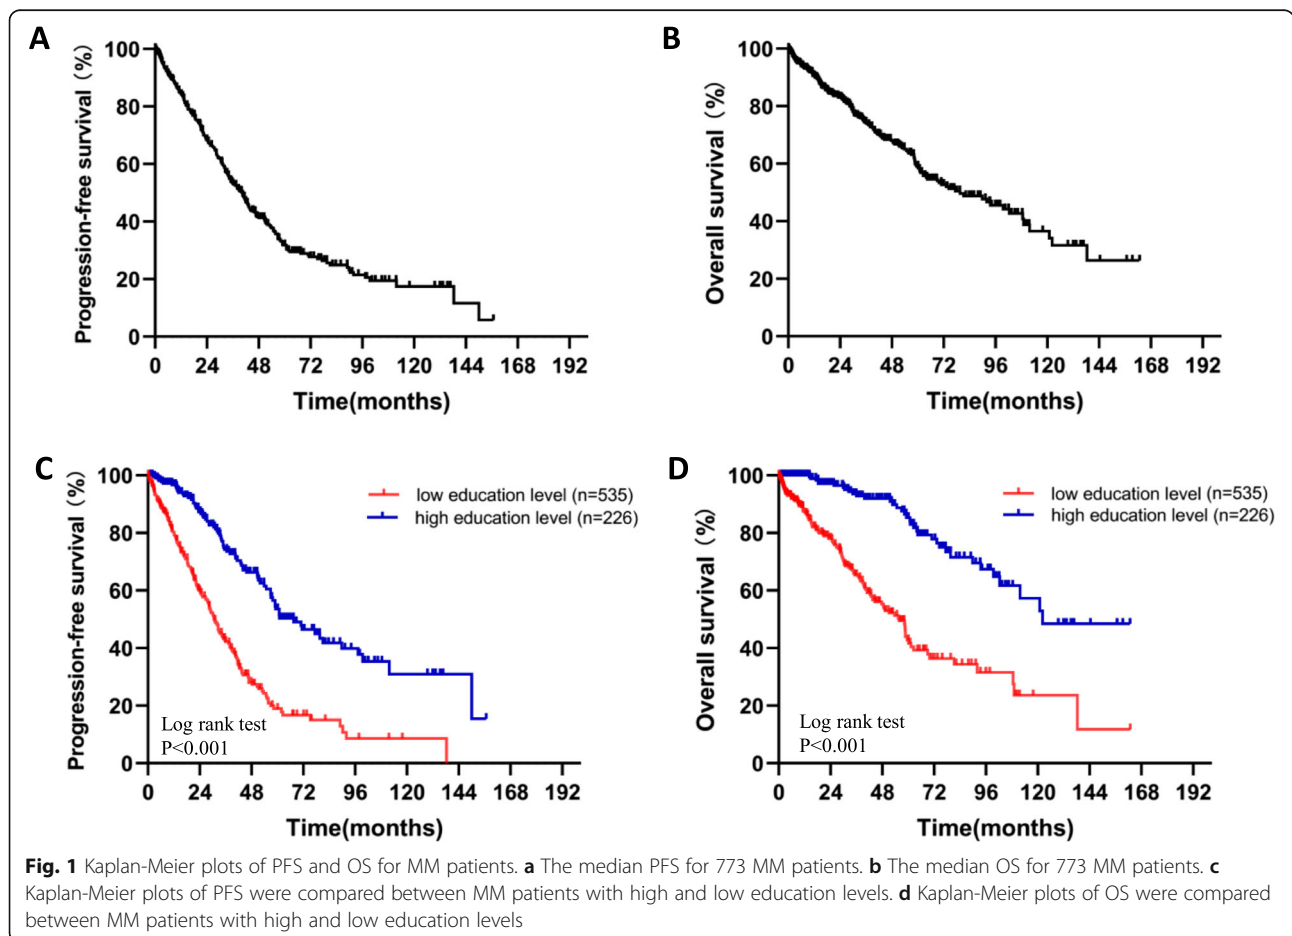 A
B
Progression-free survival (%)
100
80
60
40
20
0
0 24 48 72 96 120 144 168 192
Time(months)
Overall survival (%)
100
80
60
40
20
0
0 24 48 72 96 120 144 168 192
Time(months)
C
D
Progression-free survival (%)
100
80
60
40
20
0
low education level (n=535)
high education level (n=226)
Log rank test
P<0.001
0 24 48 72 96 120 144 168 192
Time(months)
Overall survival (%)
100
80
60
40
20
0
low education level (n=535)
high education level (n=226)
Log rank test
P<0.001
0 24 48 72 96 120 144 168 192
Time(months)
Fig. 1 Kaplan-Meier plots of PFS and OS for MM patients. a The median PFS for 773 MM patients. b The median OS for 773 MM patients. c
Kaplan-Meier plots of PFS were compared between MM patients with high and low education levels. d Kaplan-Meier plots of OS were compared
between MM patients with high and low education levels